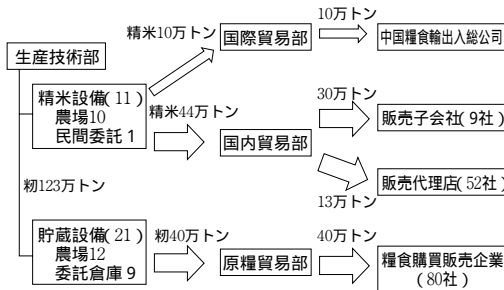 生産技術部
精米設備(11)
農場10
民間委託1
籾123万トン
貯蔵設備(21)
農場12
委託倉庫9
精米10万トン
精米44万トン
籾40万トン
国際貿易部
国内貿易部
原糧貿易部
10万トン
30万トン
13万トン
40万トン
中国糧食輸出入総公司
販売子会社(9社)
販売代理店(52社)
糧食購買販売企業
(80社)